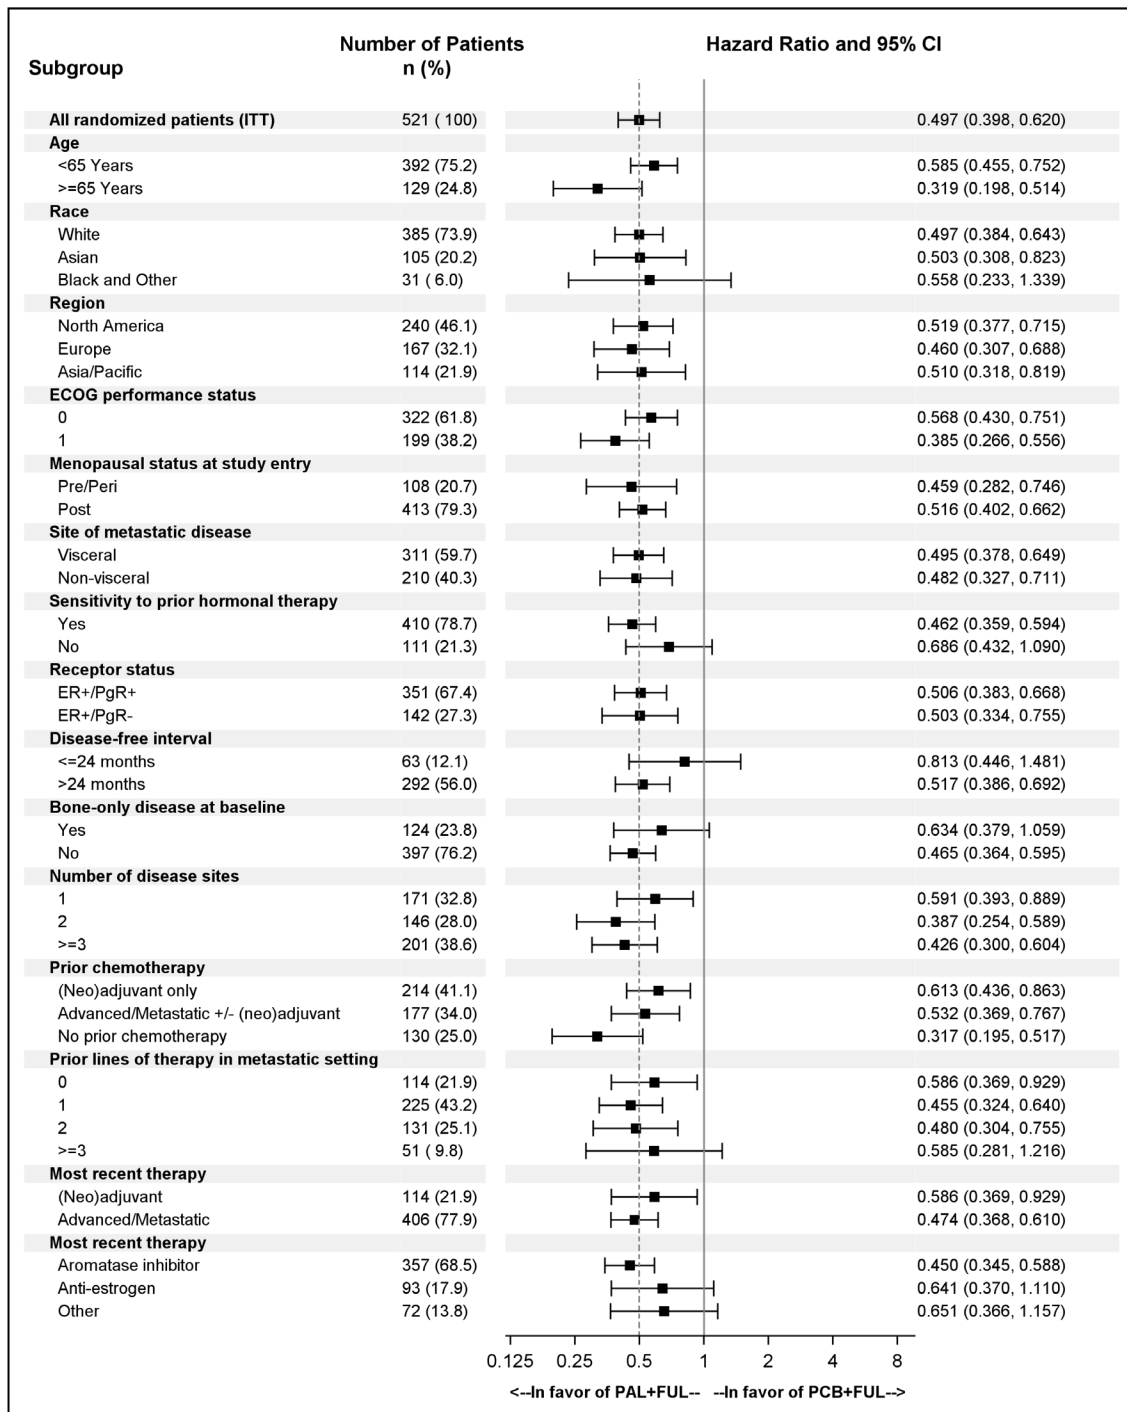 Number of Patients Hazard Ratio and 95% CI
Subgroup n (%)
All randomized patients (ITT) 521 ( 100) 0.497 (0.398, 0.620)
Age
<65 Years 392 (75.2) 0.585 (0.455, 0.752)
>=65 Years 129 (24.8) 0.319 (0.198, 0.514)
Race
White 385 (73.9) 0.497 (0.384, 0.643)
Asian 105 (20.2) 0.503 (0.308, 0.823)
Black and Other 31 ( 6.0) 0.558 (0.233, 1.339)
Region
North America 240 (46.1) 0.519 (0.377, 0.715)
Europe 167 (32.1) 0.460 (0.307, 0.688)
Asia/Pacific 114 (21.9) 0.510 (0.318, 0.819)
ECOG performance status
0 322 (61.8) 0.568 (0.430, 0.751)
1 199 (38.2) 0.385 (0.266, 0.556)
Menopausal status at study entry
Pre/Peri 108 (20.7) 0.459 (0.282, 0.746)
Post 413 (79.3) 0.516 (0.402, 0.662)
Site of metastatic disease
Visceral 311 (59.7) 0.495 (0.378, 0.649)
Non-visceral 210 (40.3) 0.482 (0.327, 0.711)
Sensitivity to prior hormonal therapy
Yes 410 (78.7) 0.462 (0.359, 0.594)
No 111 (21.3) 0.686 (0.432, 1.090)
Receptor status
ER+/PgR+ 351 (67.4) 0.506 (0.383, 0.668)
ER+/PgR- 142 (27.3) 0.503 (0.334, 0.755)
Disease-free interval
<=24 months 63 (12.1) 0.813 (0.446, 1.481)
>24 months 292 (56.0) 0.517 (0.386, 0.692)
Bone-only disease at baseline
Yes 124 (23.8) 0.634 (0.379, 1.059)
No 397 (76.2) 0.465 (0.364, 0.595)
Number of disease sites
1 171 (32.8) 0.591 (0.393, 0.889)
2 146 (28.0) 0.387 (0.254, 0.589)
>=3 201 (38.6) 0.426 (0.300, 0.604)
Prior chemotherapy
(Neo)adjuvant only 214 (41.1) 0.613 (0.436, 0.863)
Advanced/Metastatic +/- (neo)adjuvant 177 (34.0) 0.532 (0.369, 0.767)
No prior chemotherapy 130 (25.0) 0.317 (0.195, 0.517)
Prior lines of therapy in metastatic setting
0 114 (21.9) 0.586 (0.369, 0.929)
1 225 (43.2) 0.455 (0.324, 0.640)
2 131 (25.1) 0.480 (0.304, 0.755)
>=3 51 ( 9.8) 0.585 (0.281, 1.216)
Most recent therapy
(Neo)adjuvant 114 (21.9) 0.586 (0.369, 0.929)
Advanced/Metastatic 406 (77.9) 0.474 (0.368, 0.610)
Most recent therapy
Aromatase inhibitor 357 (68.5) 0.450 (0.345, 0.588)
Anti-estrogen 93 (17.9) 0.641 (0.370, 1.110)
Other 72 (13.8) 0.651 (0.366, 1.157)
0.125 0.25 0.5 1 2 4 8
<--In favor of PAL+FUL-- --In favor of PCB+FUL-->